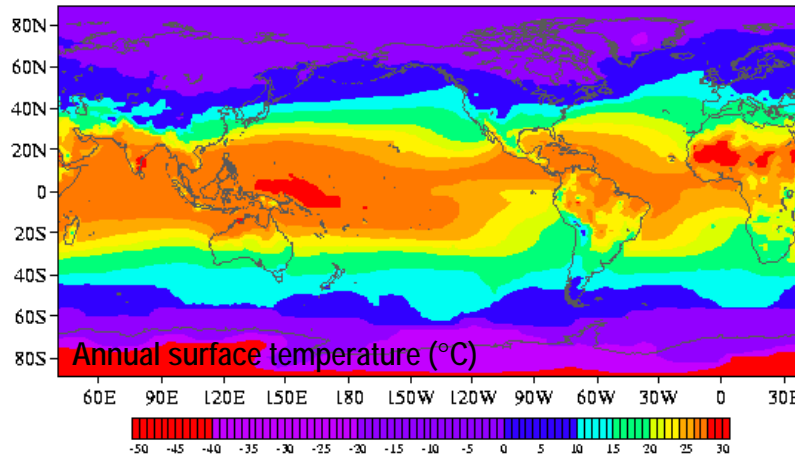 80N
60N
40N
20N
0
20S
40S
60S
80S
Annual surface temperature (°C)
60E 90E 120E 150E 180 150W 120W 90W 60W 30W 0 30E
-50 -45 -40 -35 -30 -25 -20 -15 -10 -5 0 5 10 15 20 25 30